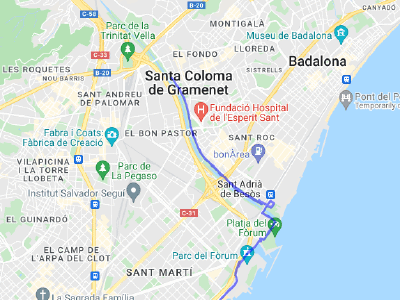 C-58
Parc de la
Trinitat Vella
MONTIGALÀ
CANYADÓ
Museu de Badalona
B-20
C-33
EL FONDO
LLOREDA
SISTRELLS
Badalona
LES ROQUETES
B-20
NOU BARRIS
Santa Coloma
de Gramenet
SANT ANDREU
DE PALOMAR
Fundació Hospital
de l'Esperit Sant
Pont del P
Temporarily c
Fabra i Coats:
Fàbrica de Creació
EL BON PASTOR
SANT ROC
bonÀrea
VILAPICINA
I LA TORRE
LLOBETA
Parc de
La Pegaso
Institut Salvador Seguí
Sant Adrià
de Besòs
C-31
EL GUINARDÓ
Platja del
Fòrum
EL CAMP DE
L'ARPA DEL CLOT
Parc del Fòrum
SANT MARTÍ
La Sagrada Família